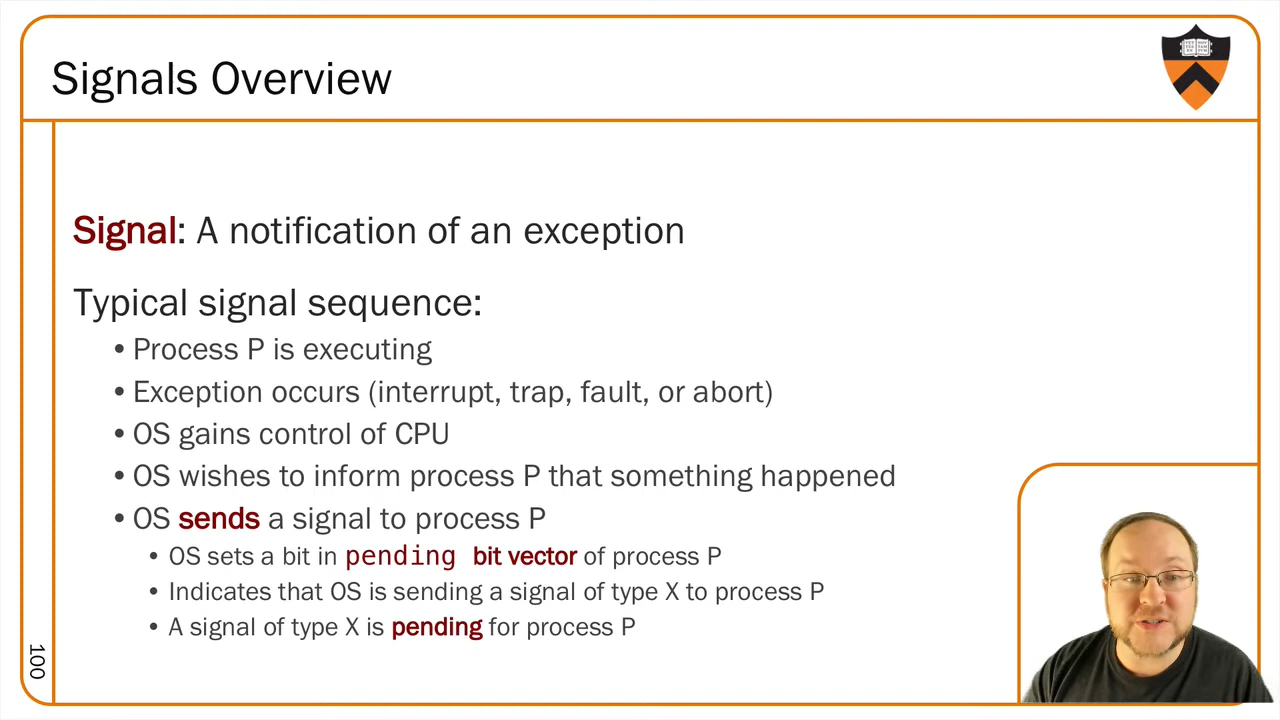 Signals Overview
Signal: A notification of an exception
Typical signal sequence:
• Process P is executing
• Exception occurs (interrupt, trap, fault, or abort)
• OS gains control of CPU
• OS wishes to inform process P that something happened
• OS sends a signal to process P
• OS sets a bit in pending bit vector of process P
• Indicates that OS is sending a signal of type X to process P
• A signal of type X is pending for process P
100